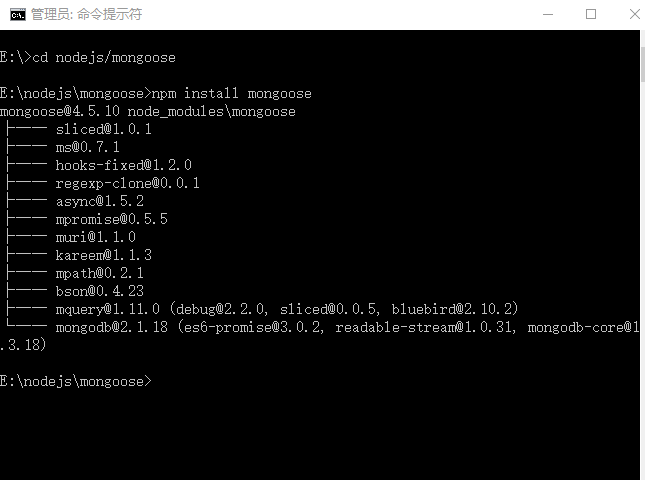 管理员: 命令提示符
E:\>cd nodejs/mongoose
E:\nodejs\mongoose>npm install mongoose
mongoose@4.5.10 node_modules\mongoose
├── sliced@1.0.1
├── ms@0.7.1
├── hooks-fixed@1.2.0
├── regexp-clone@0.0.1
├── async@1.5.2
├── mpromise@0.5.5
├── muri@1.1.0
├── kareem@1.1.3
├── mpath@0.2.1
├── bson@0.4.23
├── mquery@1.11.0 (debug@2.2.0, sliced@0.0.5, bluebird@2.10.2)
└── mongodb@2.1.18 (es6-promise@3.0.2, readable-stream@1.0.31, mongodb-core@1
.3.18)
E:\nodejs\mongoose>